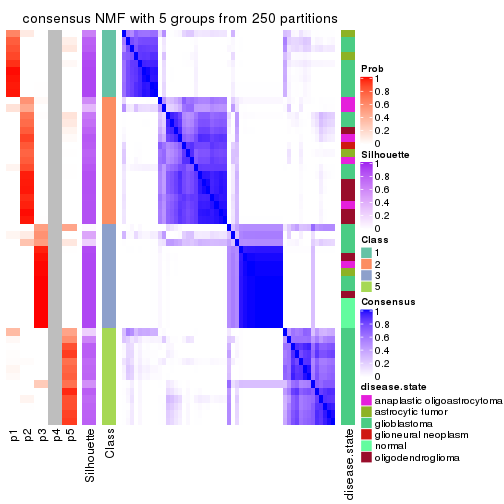 consensus NMF with 5 groups from 250 partitions
Prob
1
0.8
0.6
0.4
0.2
0
Silhouette
1
0.8
0.6
0.4
0.2
0
Class
1
2
3
5
Consensus
1
0.8
0.6
0.4
0.2
0
disease.state
anaplastic oligoastrocytoma
astrocytic tumor
glioblastoma
glioneural neoplasm
normal
oligodendroglioma
p1
p2
p3
p4
p5
Silhouette
Class
disease.state